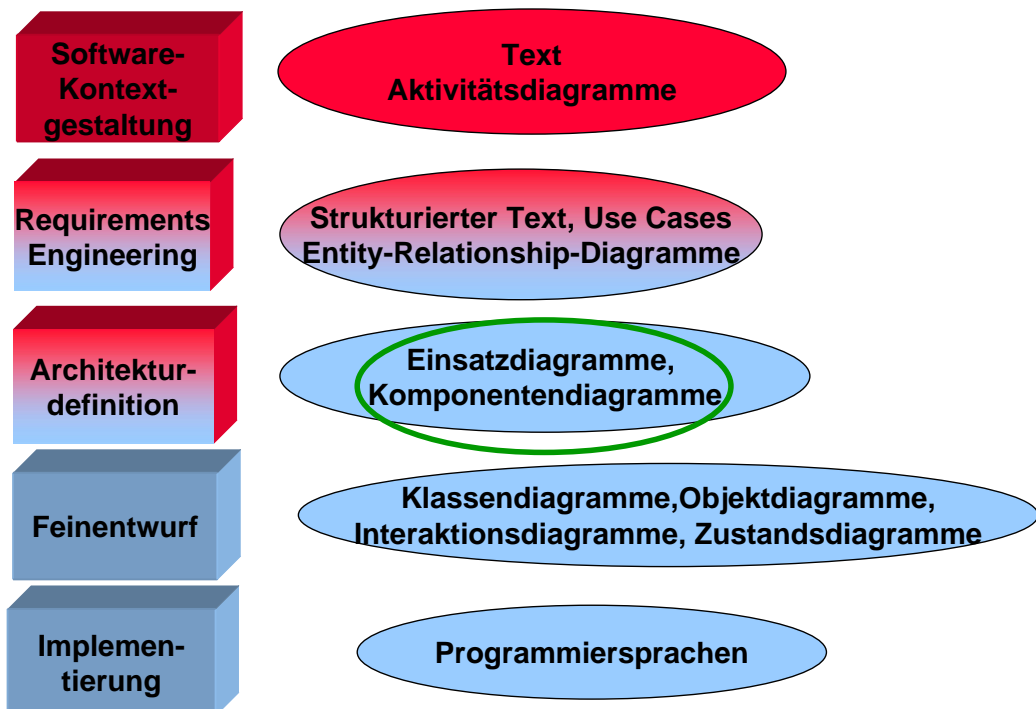 Software-
Kontext-
gestaltung
Text
Aktivitätsdiagramme
Requirements
Engineering
Strukturierter Text, Use Cases
Entity-Relationship-Diagramme
Architektur-
definition
Einsatzdiagramme,
Komponentendiagramme
Feinentwurf
Klassendiagramme,Objektdiagramme,
Interaktionsdiagramme, Zustandsdiagramme
Implemen-
tierung
Programmiersprachen